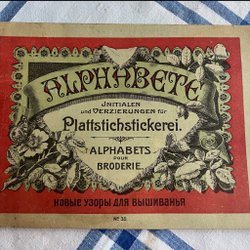 ALPHABETE
INITIALEN
UND VERZIERUNGEN FÜR
Plattstichstickerei.
ALPHABETS
POUR
BRODERIE.
НОВЫЕ УЗОРЫ ДЛЯ ВЫШИВАНЬЯ